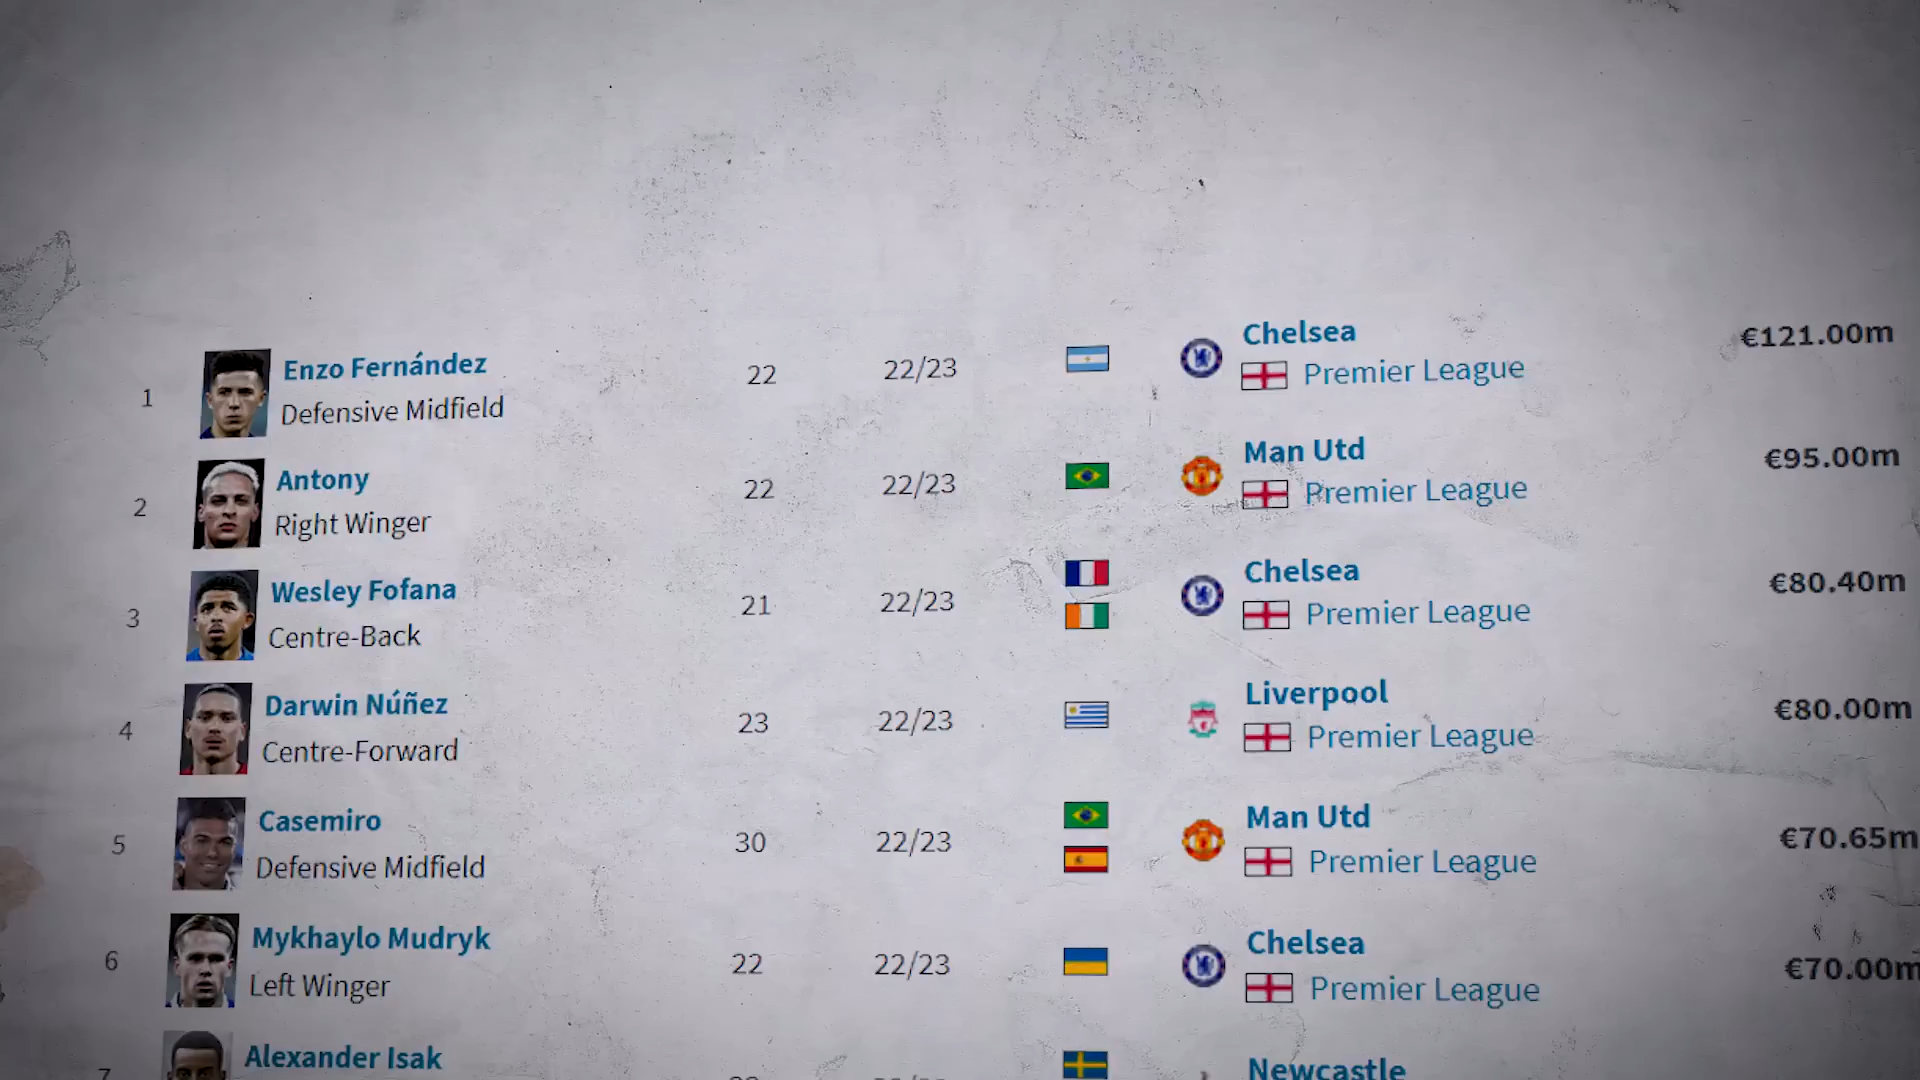 1
Enzo Fernández
Defensive Midfield
22
22/23
Chelsea
Premier League
€121.00m
2
Antony
Right Winger
22
22/23
Man Utd
Premier League
€95.00m
3
Wesley Fofana
Centre-Back
21
22/23
Chelsea
Premier League
€80.40m
4
Darwin Núñez
Centre-Forward
23
22/23
Liverpool
Premier League
€80.00m
5
Casemiro
Defensive Midfield
30
22/23
Man Utd
Premier League
€70.65m
6
Mykhaylo Mudryk
Left Winger
22
22/23
Chelsea
Premier League
€70.00m
7
Alexander Isak
Newcastle